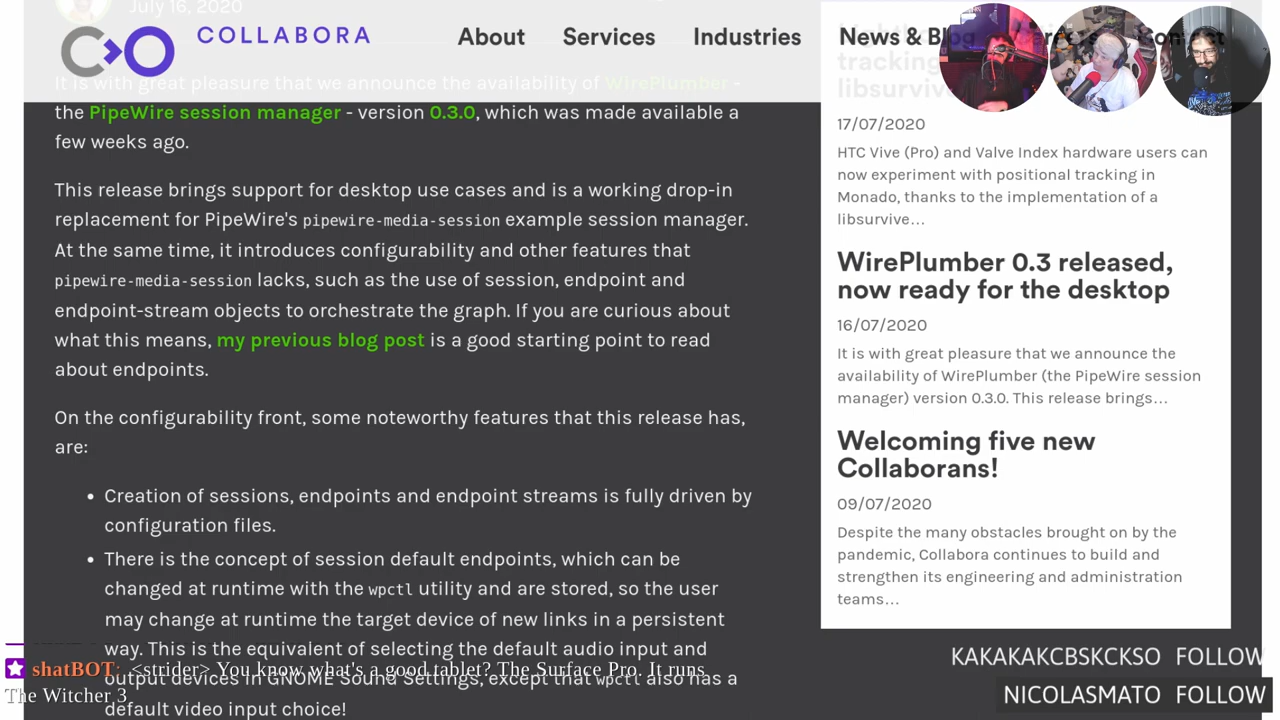 July 16, 2020
COLLABORA
About
Services
Industries
News & Blog
It is with great pleasure that we announce the availability of WirePlumber -
the PipeWire session manager - version 0.3.0, which was made available a
few weeks ago.
This release brings support for desktop use cases and is a working drop-in
replacement for PipeWire's pipewire-media-session example session manager.
At the same time, it introduces configurability and other features that
pipewire-media-session lacks, such as the use of session, endpoint and
endpoint-stream objects to orchestrate the graph. If you are curious about
what this means, my previous blog post is a good starting point to read
about endpoints.
On the configurability front, some noteworthy features that this release has,
are:
• Creation of sessions, endpoints and endpoint streams is fully driven by
configuration files.
• There is the concept of session default endpoints, which can be
changed at runtime with the wpctl utility and are stored, so the user
may change at runtime the target device of new links in a persistent
way. This is the equivalent of selecting the default audio input and
output devices in GNOME Sound Settings, except that wpctl also has a
default video input choice!
tracking
libsurvive
17/07/2020
HTC Vive (Pro) and Valve Index hardware users can
now experiment with positional tracking in
Monado, thanks to the implementation of a
libsurvive...
WirePlumber 0.3 released,
now ready for the desktop
16/07/2020
It is with great pleasure that we announce the
availability of WirePlumber (the PipeWire session
manager) version 0.3.0. This release brings...
Welcoming five new
Collaborans!
09/07/2020
Despite the many obstacles brought on by the
pandemic, Collabora continues to build and
strengthen its engineering and administration
teams...
shatBOT: <strider> You know what's a good tablet? The Surface Pro. It runs
The Witcher 3
KAKAKAKCBSKCKSO FOLLOW
NICOLASMATO FOLLOW